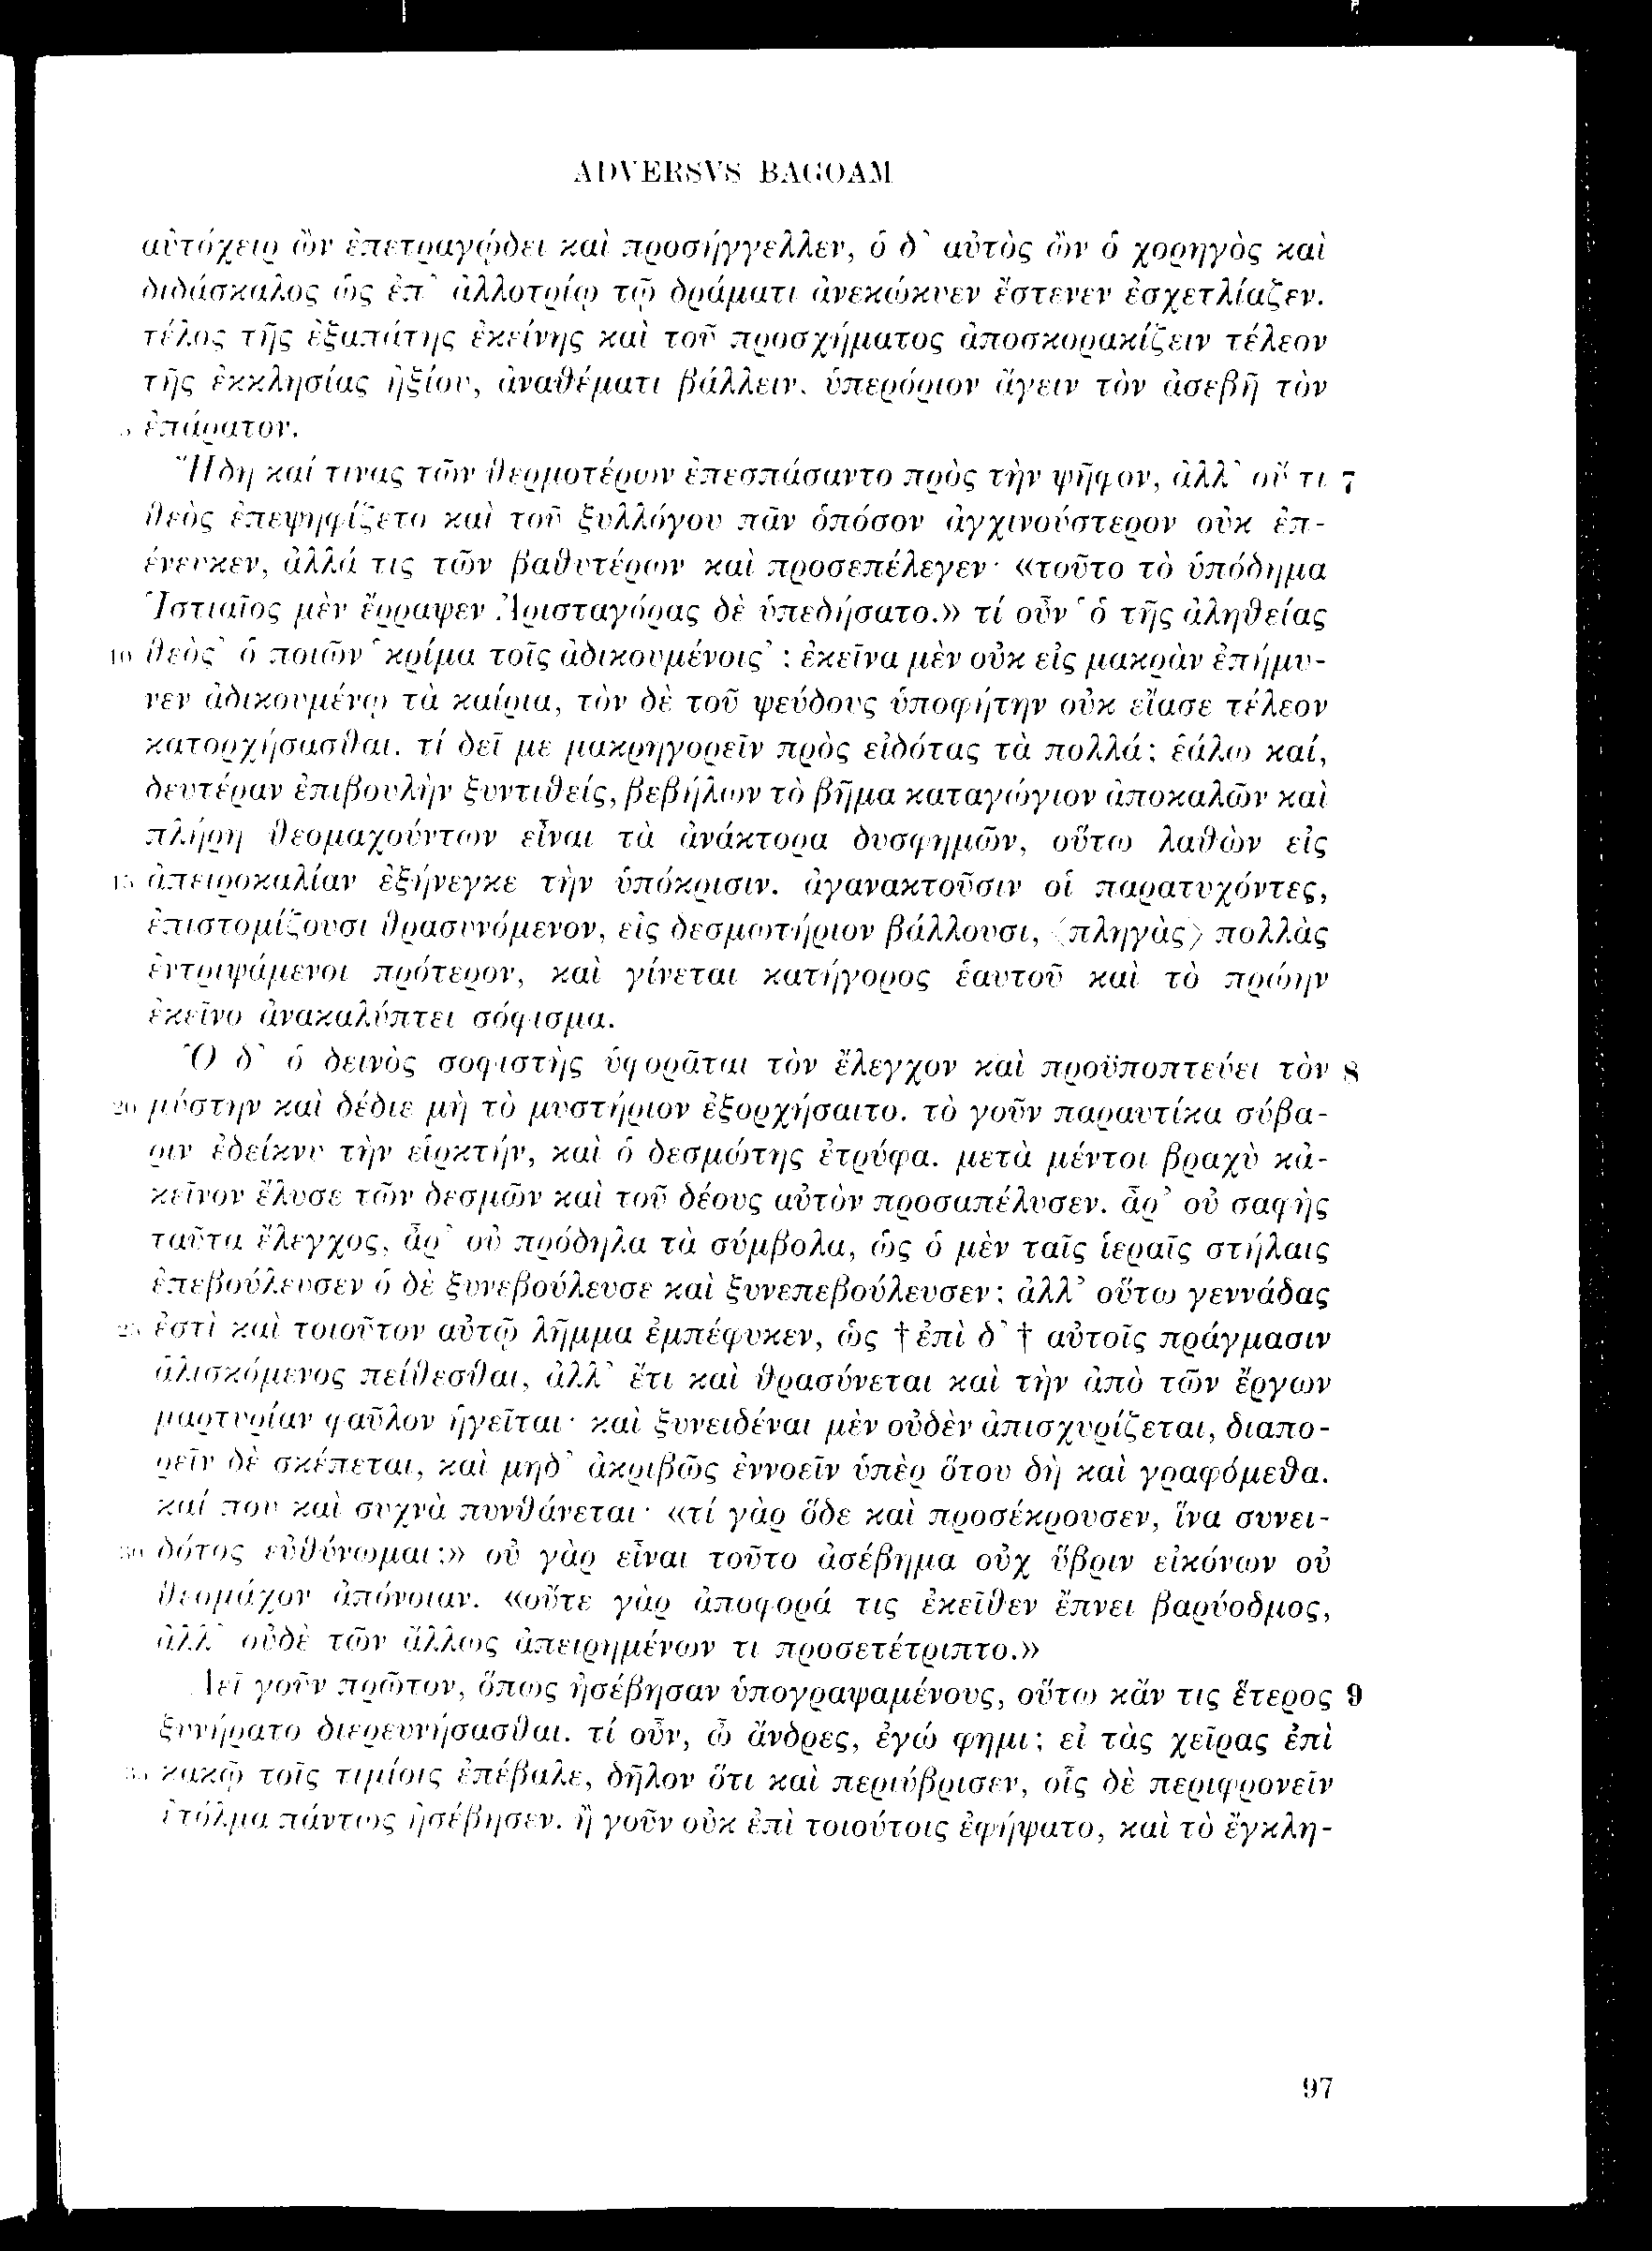 ADVERSVS BAGOAM
αὐτόχειρ ὢν ἐπετραγῴδει καὶ προσήγγελλεν, ὁ δ᾽ αὐτὸς ὢν ὁ χορηγὸς καὶ
διδάσκαλος ὡς ἐπ᾽ ἀλλοτρίῳ τῷ δράματι ἀνεκώκυεν ἔστενεν ἐσχετλίαζεν.
τέλος τῆς ἐξαπάτης ἐκείνης καὶ τοῦ προσχήματος ἀποσκορακίζειν τέλεον
τῆς ἐκκλησίας ἠξίου, ἀναθέματι βάλλειν, ὑπερόριον ἄγειν τὸν ἀσεβῆ τὸν
5 ἐπάρατον.
Ἤδη καί τινας τῶν θερμοτέρων ἐπεσπάσαντο πρὸς τὴν ψῆφον, ἀλλ᾽ οὔ τι 7
θεὸς ἐπεψηφίζετο καὶ τοῦ ξυλλόγου πᾶν ὁπόσον ἀγχινούστερον οὐκ ἐπ-
ένευκεν, ἀλλά τις τῶν βαθυτέρων καὶ προσεπέλεγεν· «τοῦτο τὸ ὑπόδημα
Ἱστιαῖος μὲν ἔρραψεν Ἀρισταγόρας δὲ ὑπεδήσατο.» τί οὖν ‛ὁ τῆς ἀληθείας
10 θεὸς’ ὁ ποιῶν ‛κρίμα τοῖς ἀδικουμένοις’; ἐκεῖνα μὲν οὐκ εἰς μακρὰν ἐπήμυ-
νεν ἀδικουμένῳ τὰ καίρια, τὸν δὲ τοῦ ψεύδους ὑποφήτην οὐκ εἴασε τέλεον
κατορχήσασθαι. τί δεῖ με μακρηγορεῖν πρὸς εἰδότας τὰ πολλά; ἑάλω καί,
δευτέραν ἐπιβουλὴν ξυντιθείς, βεβήλων τὸ βῆμα καταγώγιον ἀποκαλῶν καὶ
πλήρη θεομαχούντων εἶναι τὰ ἀνάκτορα δυσφημῶν, οὕτω λαθὼν εἰς
15 ἀπειροκαλίαν ἐξήνεγκε τὴν ὑπόκρισιν. ἀγανακτοῦσιν οἱ παρατυχόντες,
ἐπιστομίζουσι θρασυνόμενον, εἰς δεσμωτήριον βάλλουσι, 〈πληγὰς〉 πολλὰς
ἐντριψάμενοι πρότερον, καὶ γίνεται κατήγορος ἑαυτοῦ καὶ τὸ πρώην
ἐκεῖνο ἀνακαλύπτει σόφισμα.
Ὁ δ᾽ ὁ δεινὸς σοφιστὴς ὑφορᾶται τὸν ἔλεγχον καὶ προϋποπτεύει τὸν 8
20 μύστην καὶ δέδιε μὴ τὸ μυστήριον ἐξορχήσαιτο. τὸ γοῦν παραυτίκα σύβα-
ριν ἐδείκνυ τὴν εἱρκτήν, καὶ ὁ δεσμώτης ἐτρύφα. μετὰ μέντοι βραχὺ κἀ-
κεῖνον ἔλυσε τῶν δεσμῶν καὶ τοῦ δέους αὐτὸν προσαπέλυσεν. ἆρ᾽ οὐ σαφὴς
ταῦτα ἔλεγχος, ἆρ᾽ οὐ πρόδηλα τὰ σύμβολα, ὡς ὁ μὲν ταῖς ἱεραῖς στήλαις
ἐπεβούλευσεν ὁ δὲ ξυνεβούλευσε καὶ ξυνεπεβούλευσεν; ἀλλ᾽ οὕτω γεννάδας
25 ἐστὶ καὶ τοιοῦτον αὐτῷ λῆμμα ἐμπέφυκεν, ὡς † ἐπὶ δ᾽ † αὐτοῖς πράγμασιν
ἁλισκόμενος πείθεσθαι, ἀλλ᾽ ἔτι καὶ θρασύνεται καὶ τὴν ἀπὸ τῶν ἔργων
μαρτυρίαν φαῦλον ἡγεῖται· καὶ ξυνειδέναι μὲν οὐδὲν ἀπισχυρίζεται, διαπο-
ρεῖν δὲ σκέπεται, καὶ μηδ᾽ ἀκριβῶς ἐννοεῖν ὑπὲρ ὅτου δὴ καὶ γραφόμεθα.
καί που καὶ συχνὰ πυνθάνεται· «τί γὰρ ὅδε καὶ προσέκρουσεν, ἵνα συνει-
30 δότος εὐθύνωμαι;» οὐ γὰρ εἶναι τοῦτο ἀσέβημα οὐχ ὕβριν εἰκόνων οὐ
θεομάχον ἀπόνοιαν. «οὔτε γὰρ ἀποφορά τις ἐκεῖθεν ἔπνει βαρύοδμος,
ἀλλ᾽ οὐδὲ τῶν ἄλλως ἀπειρημένων τι προσετέτριπτο.»
Δεῖ γοῦν πρῶτον, ὅπως ἠσέβησαν ὑπογραψαμένους, οὕτω κἄν τις ἕτερος 9
ξυνήρατο διερευνήσασθαι. τί οὖν, ὦ ἄνδρες, ἐγώ φημι; εἰ τὰς χεῖρας ἐπὶ
35 κακῷ τοῖς τιμίοις ἐπέβαλε, δῆλον ὅτι καὶ περιύβρισεν, οἷς δὲ περιφρονεῖν
ἐτόλμα πάντως ἠσέβησεν. ἢ γοῦν οὐκ ἐπὶ τοιούτοις ἐφήψατο, καὶ τὸ ἔγκλη-
97